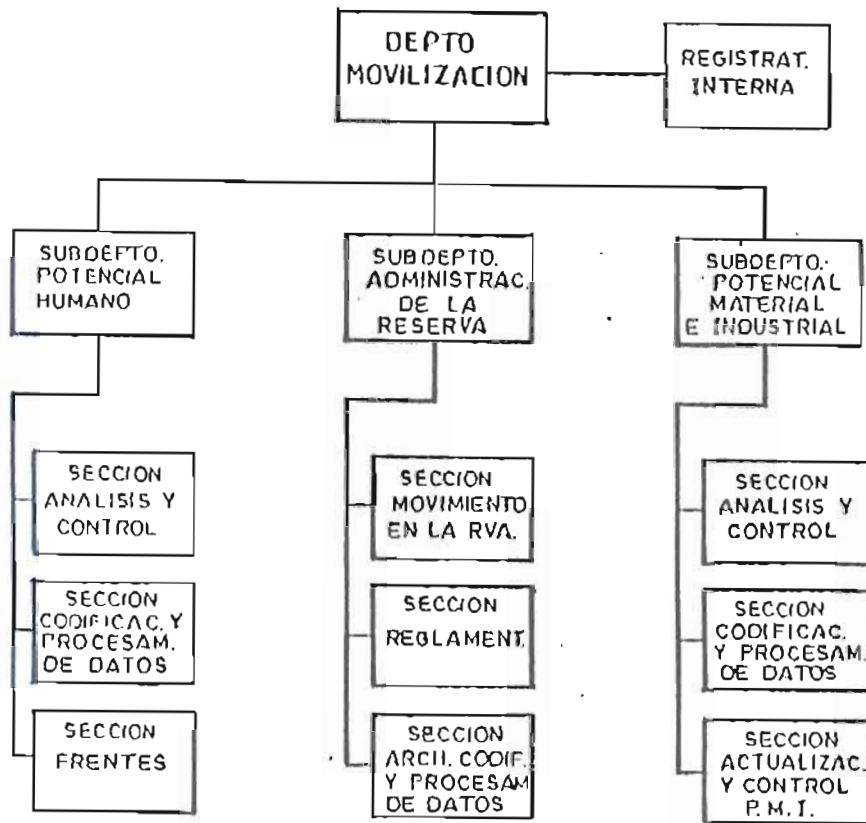 DEPTO
MOVILIZACION
REGISTRAT.
INTERNA
SUBDEPTO.
POTENCIAL
HUMANO
SUBDEPTO.
ADMINISTRAC.
DE LA
RESERVA
SUBDEPTO.
POTENCIAL
MATERIAL
E INDUSTRIAL
SECCION
ANALISIS Y
CONTROL
SECCION
CODIFICAC. Y
PROCESAM.
DE DATOS
SECCION
FRENTES
SECCION
MOVIMIENTO
EN LA RVA.
SECCION
REGLAMENT.
SECCION
ARCH. CODIF.
Y PROCESAM
DE DATOS
SECCION
ANALISIS Y
CONTROL
SECCION
CODIFICAC.
Y PROCESAM.
DE DATOS
SECCION
ACTUALIZAC.
Y CONTROL
P.M.I.